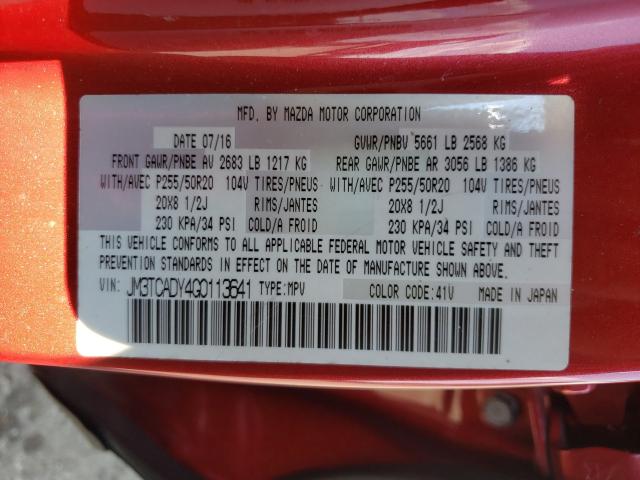 MFD. BY MAZDA MOTOR CORPORATION
DATE 07/16 GVWR/PNBV 5661 LB 2568 KG
FRONT GAWR/PNBE AV 2683 LB 1217 KG REAR GAWR/PNBE AR 3056 LB 1386 KG
WITH/AVEC P255/50R20 104V TIRES/PNEUS WITH/AVEC P255/50R20 104V TIRES/PNEUS
20X8 1/2J RIMS/JANTES 20X8 1/2J RIMS/JANTES
230 KPA/34 PSI COLD/A FROID 230 KPA/34 PSI COLD/A FROID
THIS VEHICLE CONFORMS TO ALL APPLICABLE FEDERAL MOTOR VEHICLE SAFETY AND THEFT
PREVENTION STANDARDS IN EFFECT ON THE DATE OF MANUFACTURE SHOWN ABOVE.
VIN: JM3TCADY4G0113641 TYPE:MPV COLOR CODE:41V MADE IN JAPAN